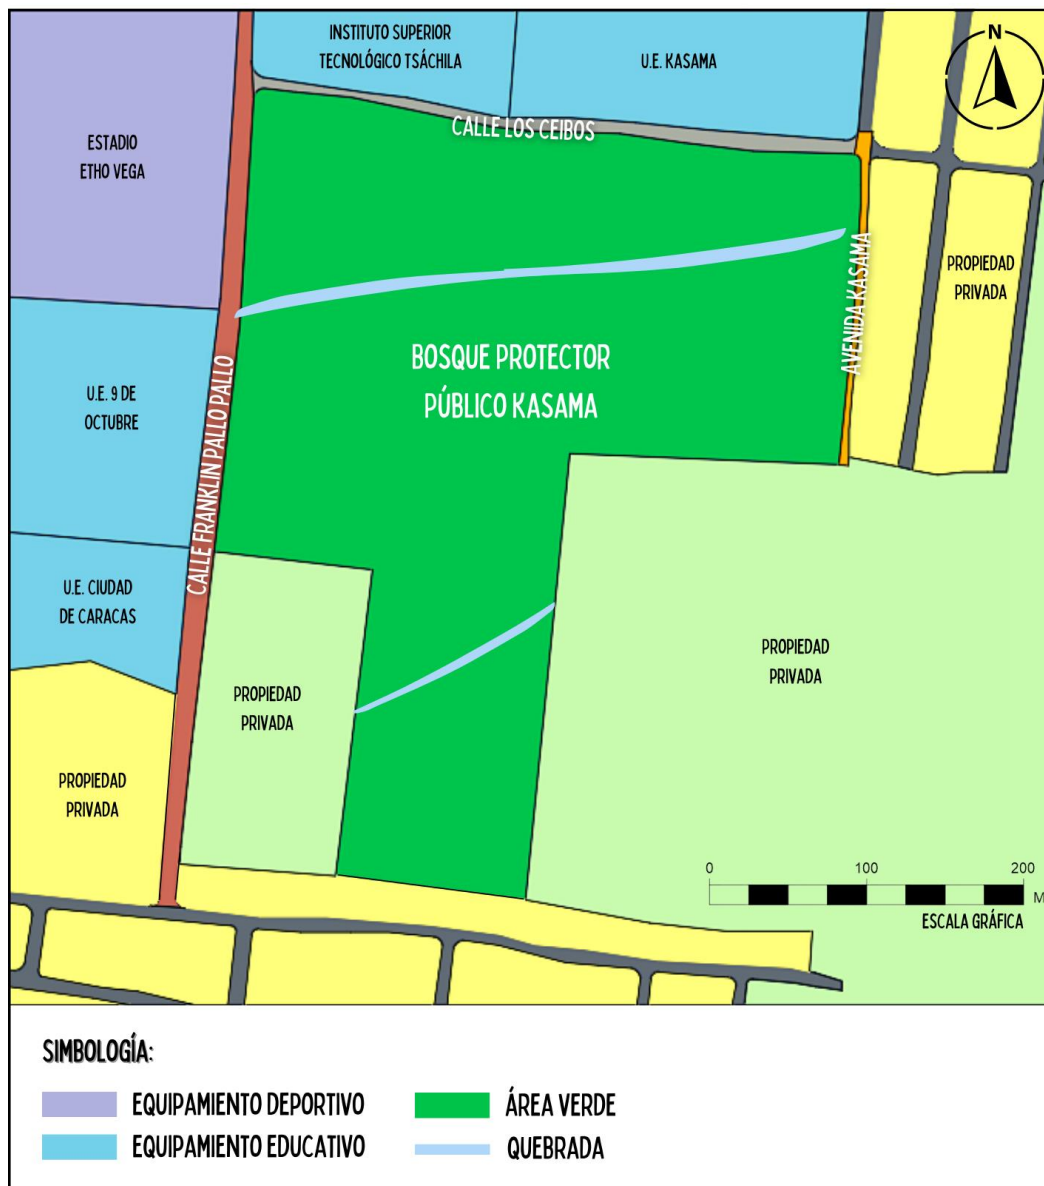 INSTITUTO SUPERIOR
TECNOLÓGICO TSÁCHILA
U.E. KASAMA
N
ESTADIO
ETHO VEGA
CALLE LOS CEIBOS
AVENIDA KASAMA
PROPIEDAD
PRIVADA
BOSQUE PROTECTOR
PÚBLICO KASAMA
U.E. 9 DE
OCTUBRE
CALLE FRANKLIN PALLO PALLO
U.E. CIUDAD
DE CARACAS
PROPIEDAD
PRIVADA
PROPIEDAD
PRIVADA
PROPIEDAD
PRIVADA
0 100 200
M
ESCALA GRÁFICA
SIMBOLOGÍA:
EQUIPAMIENTO DEPORTIVO
EQUIPAMIENTO EDUCATIVO
ÁREA VERDE
QUEBRADA